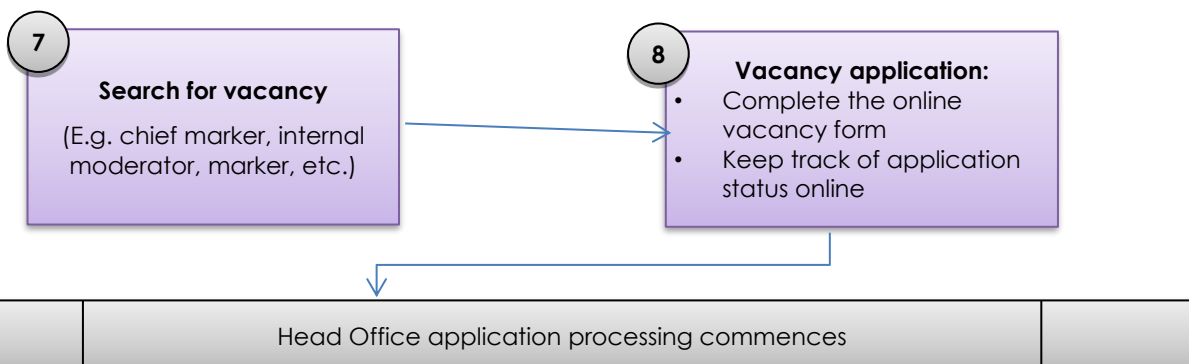 7
Search for vacancy
(E.g. chief marker, internal
moderator, marker, etc.)
8
Vacancy application:
• Complete the online
vacancy form
• Keep track of application
status online
Head Office application processing commences